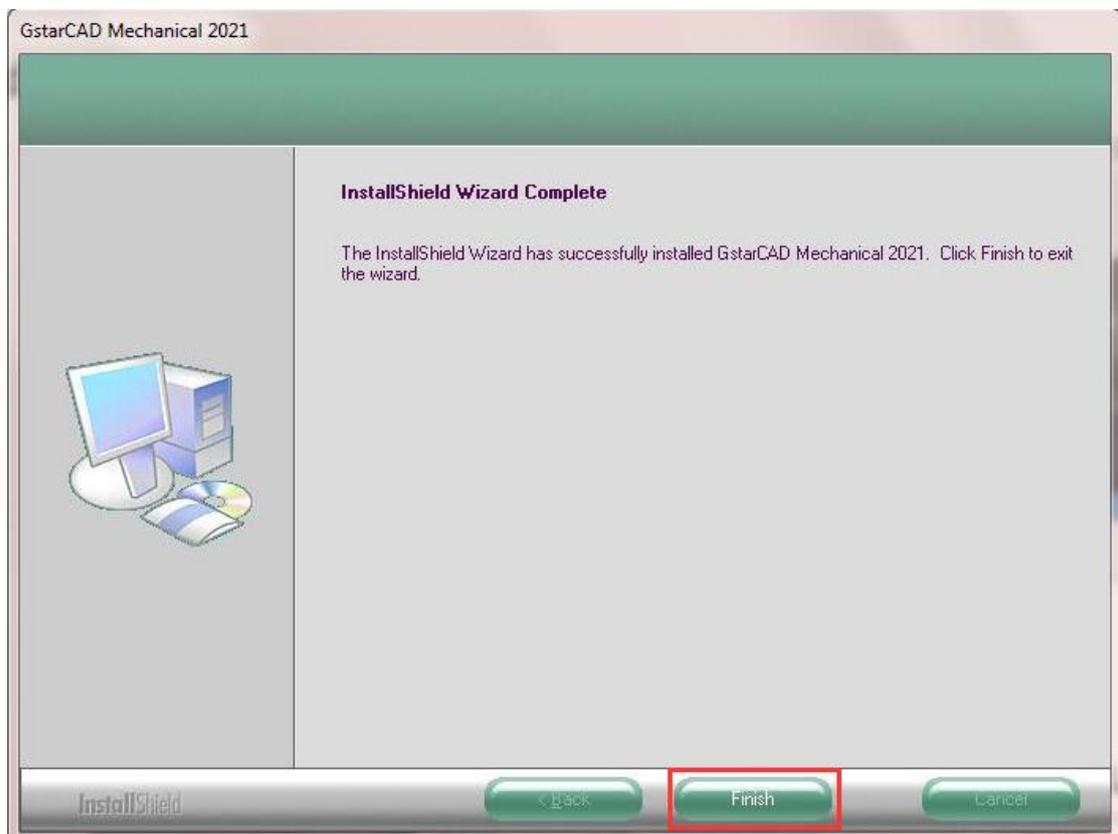 GstarCAD Mechanical 2021
InstallShield Wizard Complete
The InstallShield Wizard has successfully installed GstarCAD Mechanical 2021. Click Finish to exit
the wizard.
InstallShield
< Back
Finish
Cancel